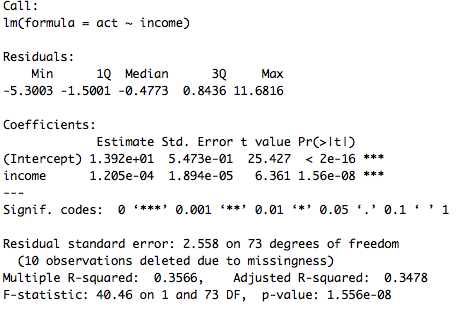 Call:
lm(formula = act ~ income)
Residuals:
    Min      1Q  Median      3Q     Max
-5.3003 -1.5001 -0.4773  0.8436 11.6816
Coefficients:
             Estimate Std. Error t value Pr(>|t|)
(Intercept) 1.392e+01  5.473e-01  25.427  < 2e-16 ***
income      1.205e-04  1.894e-05   6.361 1.56e-08 ***
---
Signif. codes:  0 ‘***’ 0.001 ‘**’ 0.01 ‘*’ 0.05 ‘.’ 0.1 ‘ ’ 1
Residual standard error: 2.558 on 73 degrees of freedom
  (10 observations deleted due to missingness)
Multiple R-squared:  0.3566,    Adjusted R-squared:  0.3478
F-statistic: 40.46 on 1 and 73 DF,  p-value: 1.556e-08